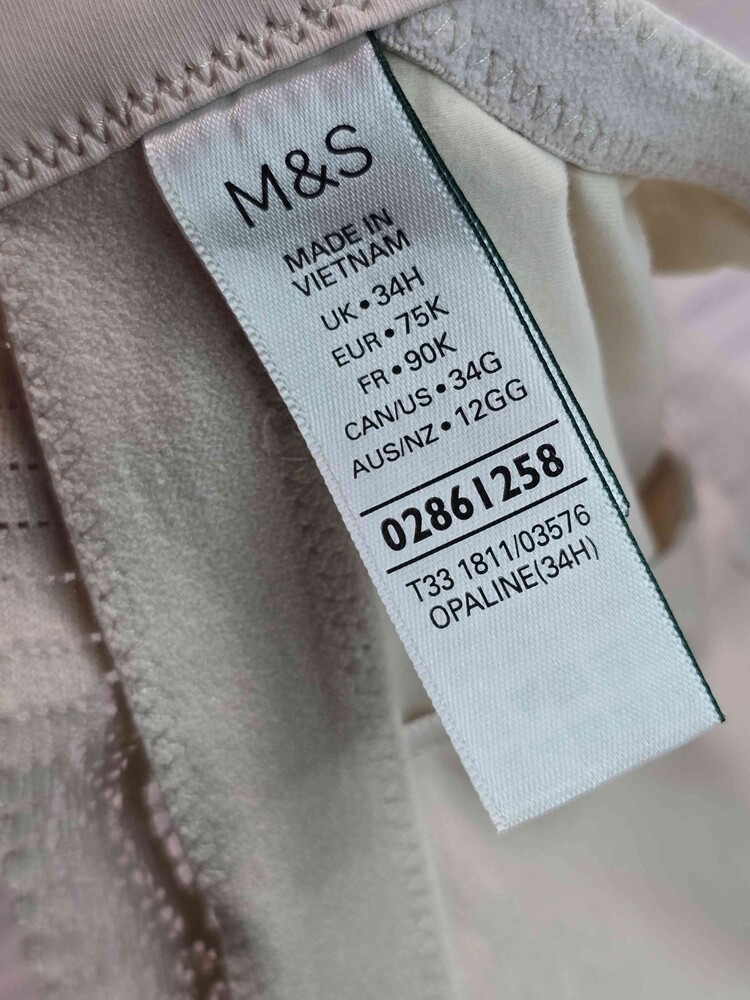 M&S
MADE IN
VIETNAM
UK•34H
EUR•75K
FR•90K
CAN/US•34G
AUS/NZ•12GG
02861258
T33 1811/03576
OPALINE(34H)